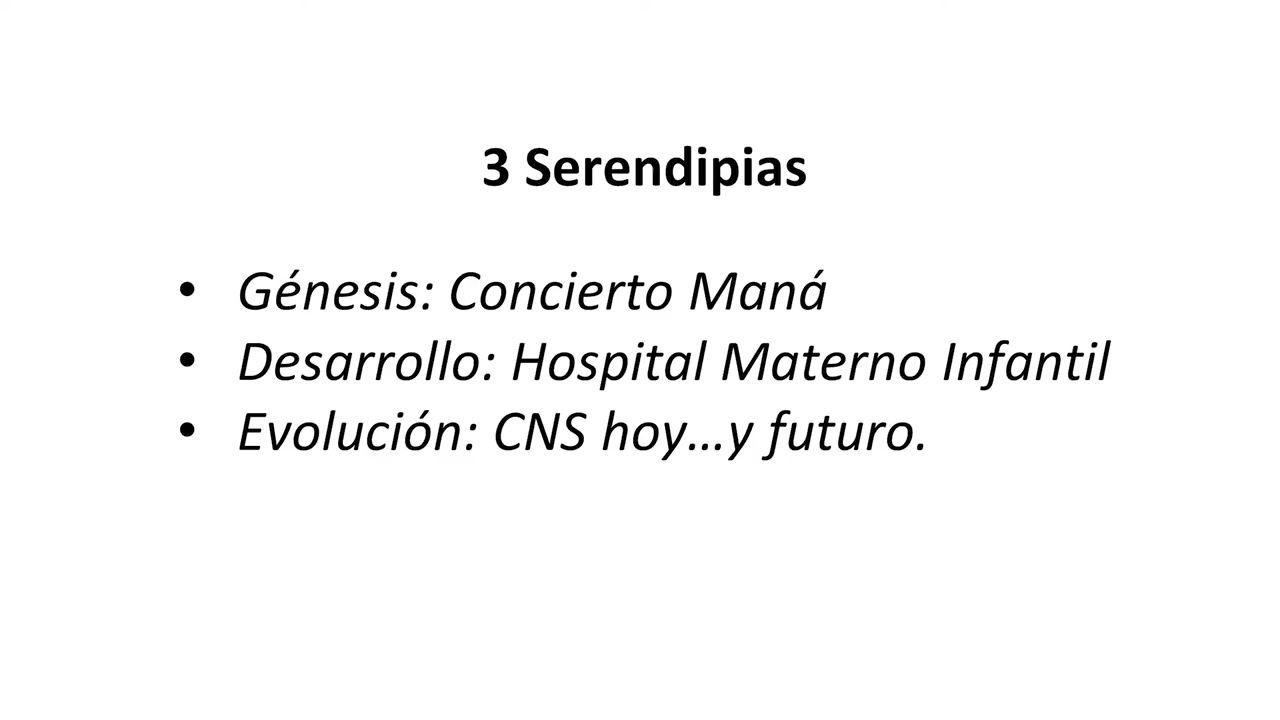 3 Serendipias
• Génesis: Concierto Maná
• Desarrollo: Hospital Materno Infantil
• Evolución: CNS hoy...y futuro.